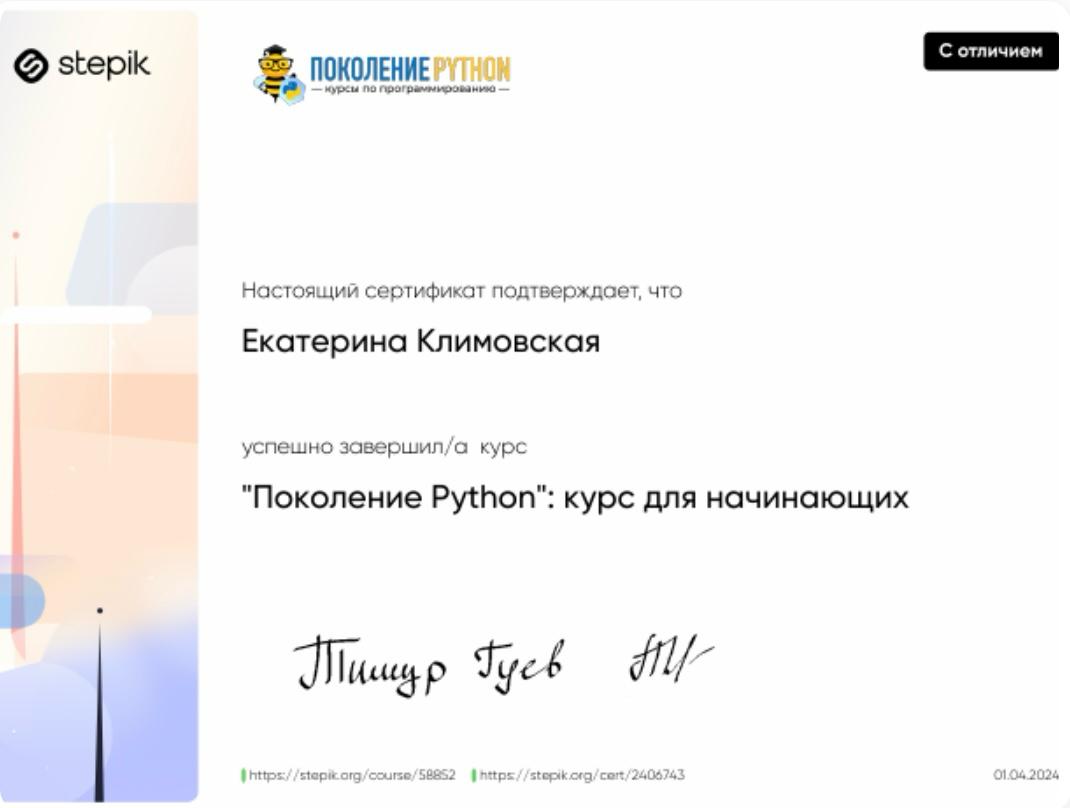 stepik
ПОКОЛЕНИЕ PYTHON
— курсы по программированию —
С отличием
Настоящий сертификат подтверждает, что
Екатерина Климовская
успешно завершил/а курс
"Поколение Python": курс для начинающих
Тимур Гуев
https://stepik.org/course/58852 https://stepik.org/cert/2406743
01.04.2024